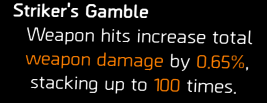 Striker's Gamble
Weapon hits increase total
weapon damage by 0.65%,
stacking up to 100 times.